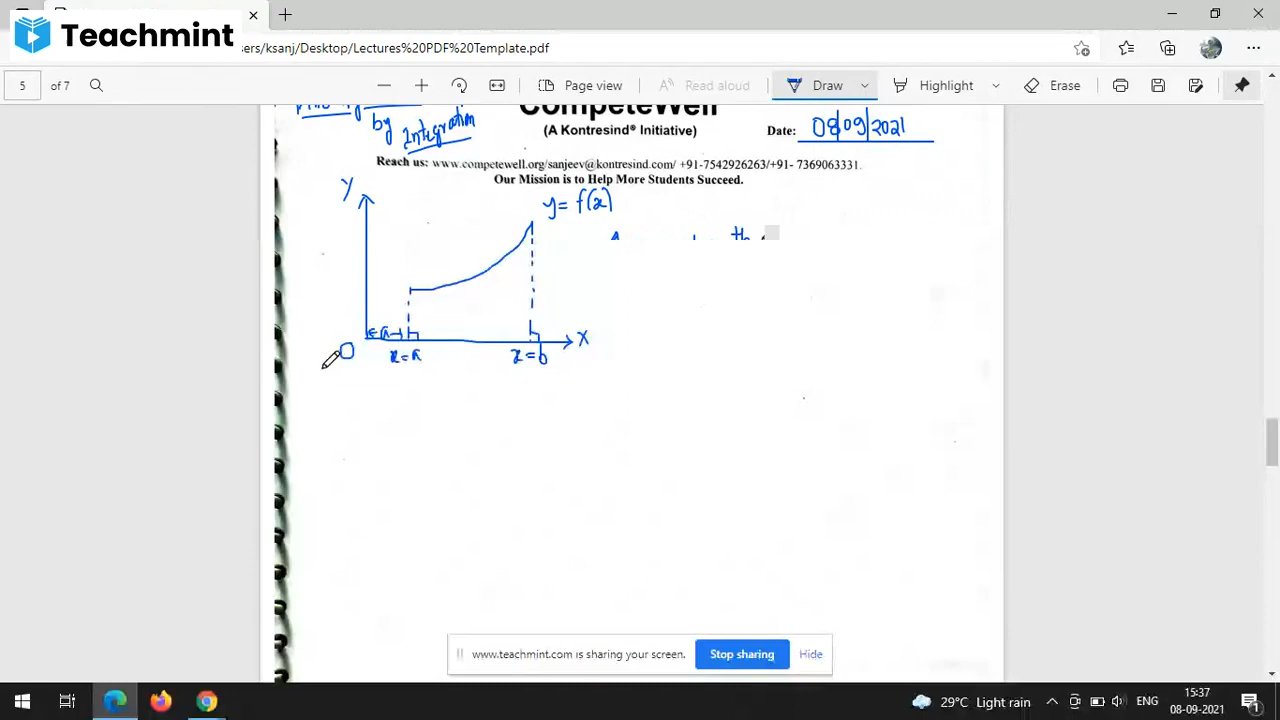 Teachmint
ers/ksanj/Desktop/Lectures%20PDF%20Template.pdf
5 of 7
Page view
Read aloud
Draw
Highlight
Erase
CompeteWell
by Integration
(A Kontresind® Initiative)
Date: 08/09/2021
Reach us: www.competewell.org/sanjeev@kontresind.com/ +91-7542926263/+91- 7369063331.
Our Mission is to Help More Students Succeed.
Y
y = f(x)
a
X
O
x = a
x = b
www.teachmint.com is sharing your screen.
Stop sharing
Hide
29°C Light rain
ENG
15:37
08-09-2021
1